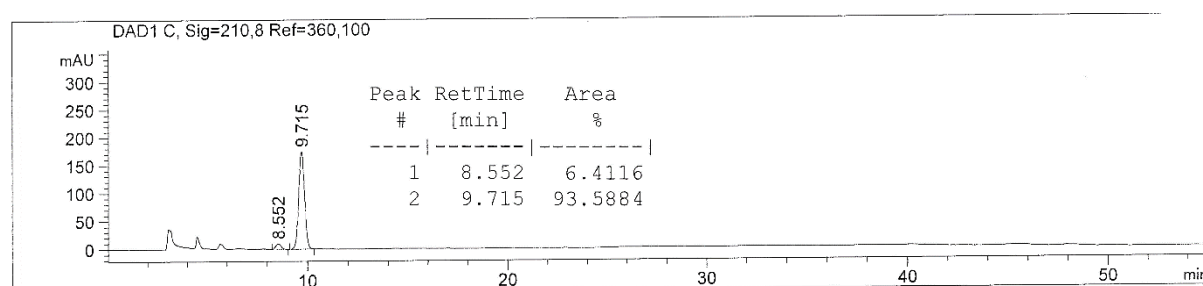 DAD1 C, Sig=210,8 Ref=360,100
mAU
300
250
200
150
100
50
0
8.552
9.715
Peak RetTime Area
# [min] %
----|-------|--------|
1 8.552 6.4116
2 9.715 93.5884
10 20 30 40 50 min